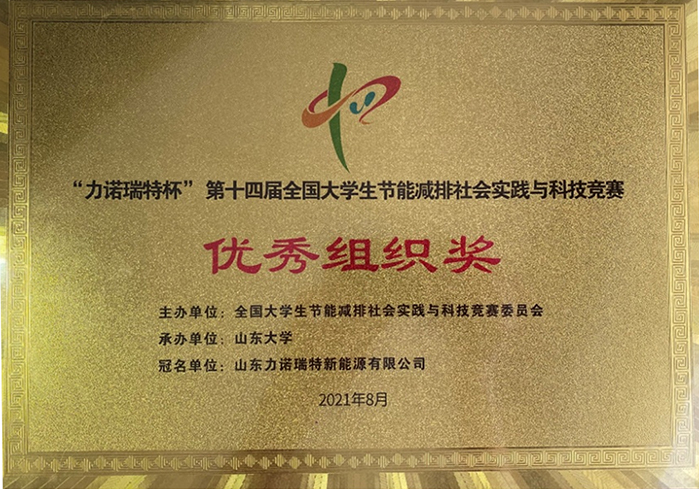 “力诺瑞特杯”第十四届全国大学生节能减排社会实践与科技竞赛
优秀组织奖
主办单位：全国大学生节能减排社会实践与科技竞赛委员会
承办单位：山东大学
冠名单位：山东力诺瑞特新能源有限公司
2021年8月